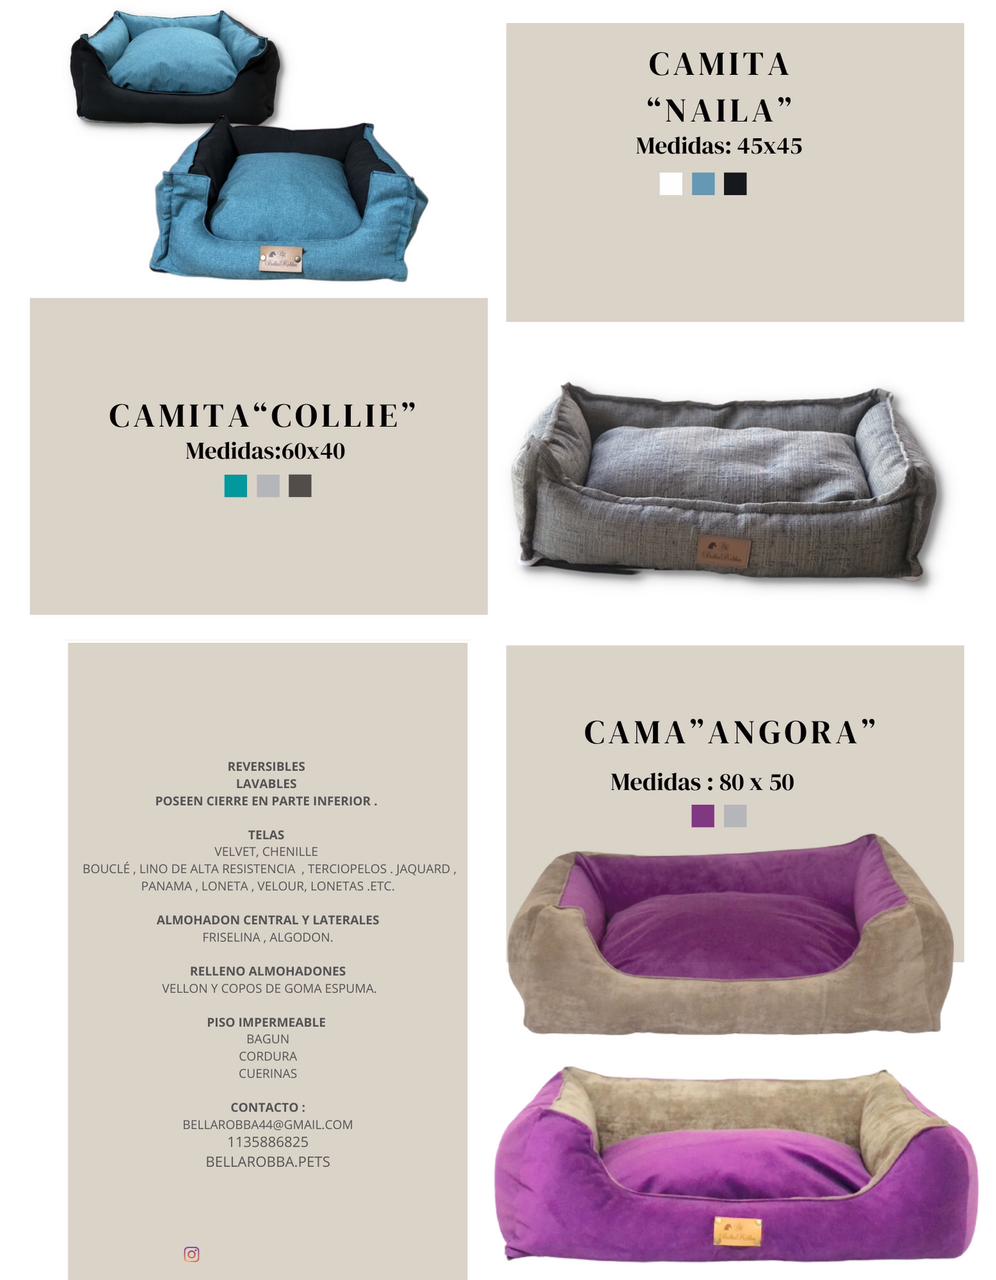 CAMITA
“NAILA”
Medidas: 45x45
CAMITA“COLLIE”
Medidas:60x40
REVERSIBLES
LAVABLES
POSEEN CIERRE EN PARTE INFERIOR .
TELAS
VELVET, CHENILLE
BOUCLÉ , LINO DE ALTA RESISTENCIA , TERCIOPELOS . JAQUARD ,
PANAMA , LONETA , VELOUR, LONETAS .ETC.
ALMOHADON CENTRAL Y LATERALES
FRISELINA , ALGODON.
RELLENO ALMOHADONES
VELLON Y COPOS DE GOMA ESPUMA.
PISO IMPERMEABLE
BAGUN
CORDURA
CUERINAS
CONTACTO :
BELLAROBBA44@GMAIL.COM
1135886825
BELLAROBBA.PETS
CAMA”ANGORA”
Medidas : 80 x 50